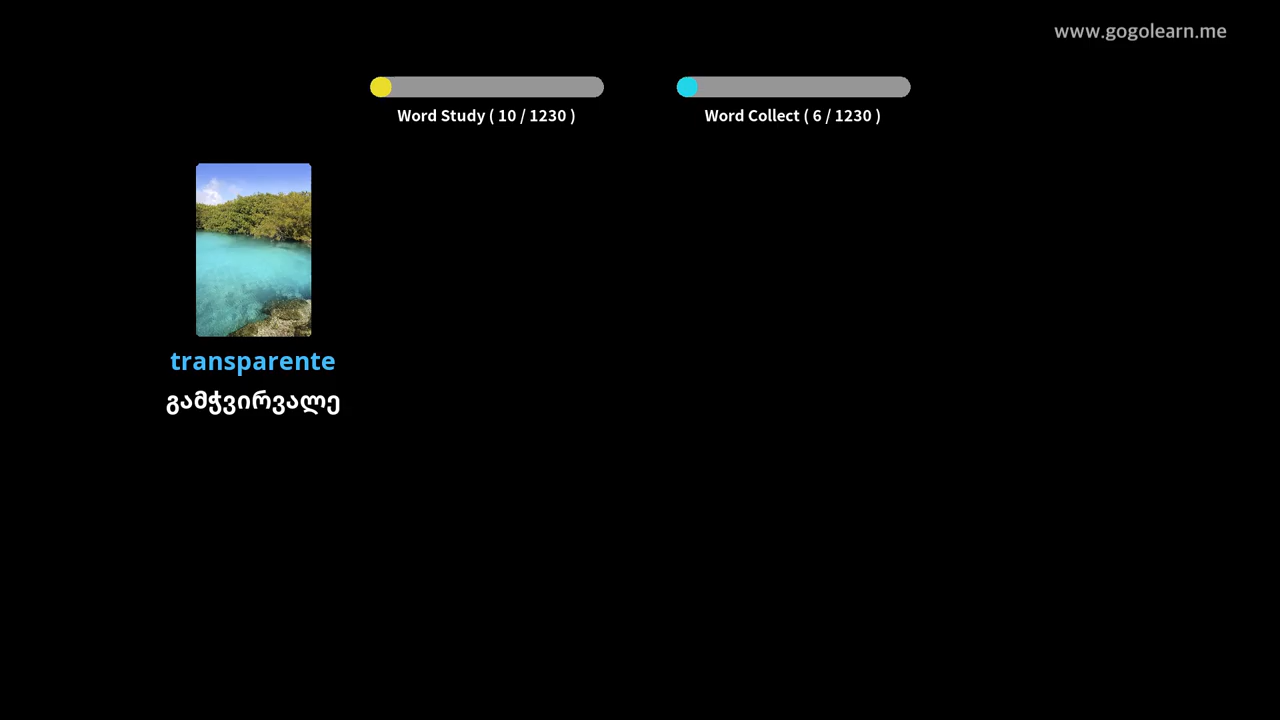 www.gogolearn.me
Word Study ( 10 / 1230 )
Word Collect ( 6 / 1230 )
transparente
გამჭვირვალე